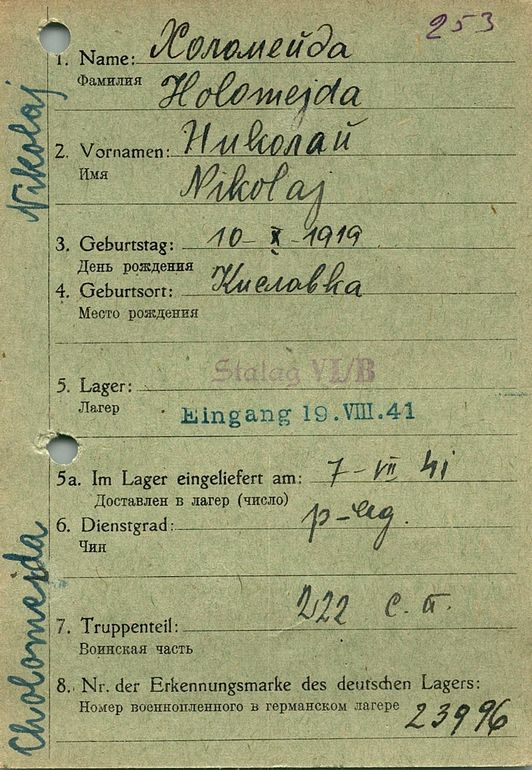 253
1. Name: Холомейда
Фамилия
Holomejda
2. Vornamen: Николай
Имя
Nikolaj
3. Geburtstag: 10-X-1919
День рождения
4. Geburtsort: Кисловка
Место рождения
Stalag VI/B
5. Lager:
Лагер
Eingang 19.VIII.41
5a. Im Lager eingeliefert am: 7-VII 41
Доставлен в лагер (число)
6. Dienstgrad:
Чин
222 с. п.
7. Truppenteil:
Воинская часть
8. Nr. der Erkennungsmarke des deutschen Lagers:
Номер военнопленного в германском лагере 23996
Cholomejda Nikolaj